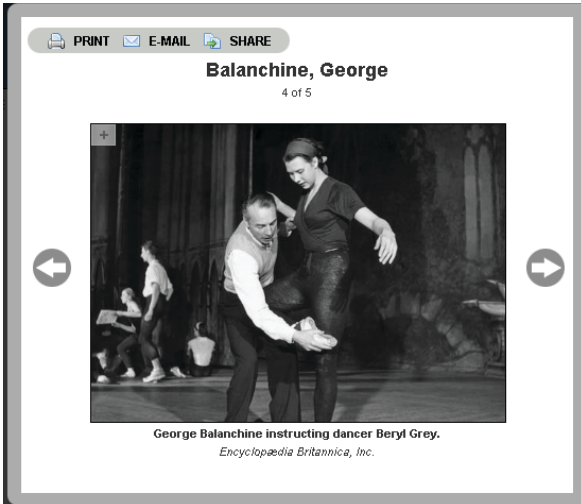 PRINT E-MAIL SHARE
Balanchine, George
4 of 5
+
George Balanchine instructing dancer Beryl Grey.
Encyclopædia Britannica, Inc.